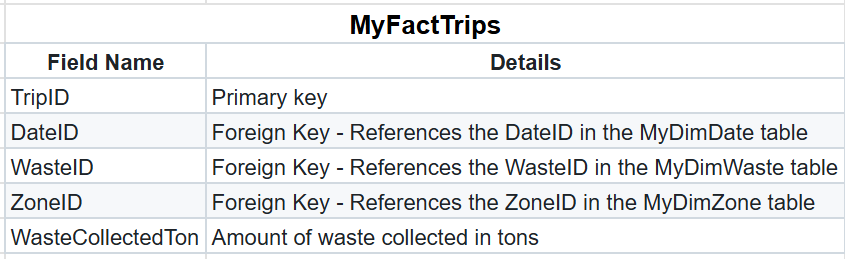 MyFactTrips
Field Name Details
TripID Primary key
DateID Foreign Key - References the DateID in the MyDimDate table
WasteID Foreign Key - References the WasteID in the MyDimWaste table
ZoneID Foreign Key - References the ZoneID in the MyDimZone table
WasteCollectedTon Amount of waste collected in tons